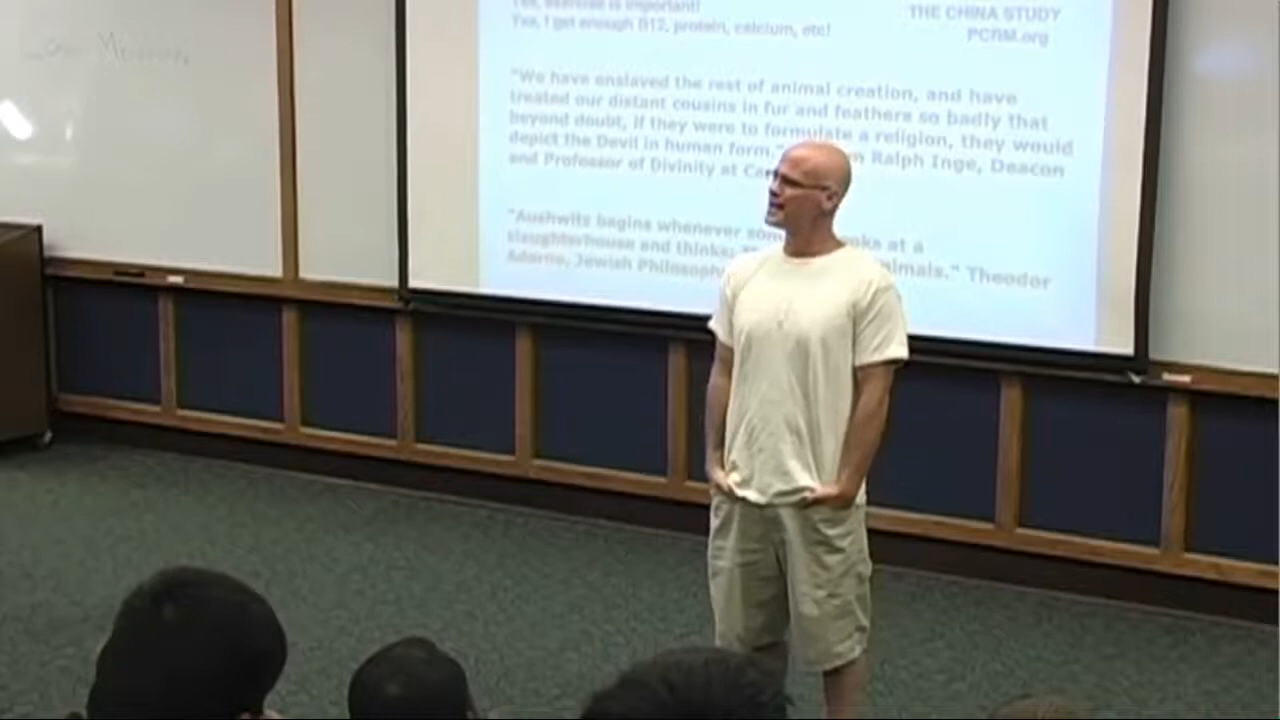 Yes, exercise is important!
THE CHINA STUDY
Yes, I get enough B12, protein, calcium, etc!
PCRM.org
"We have enslaved the rest of animal creation, and have
treated our distant cousins in fur and feathers so badly that
beyond doubt, if they were to formulate a religion, they would
depict the Devil in human form," Ralph Inge, Deacon
and Professor of Divinity at
"Aushwitz begins whenever at a
slaughterhouse and thinks: animals." Theodor
Adorno, Jewish